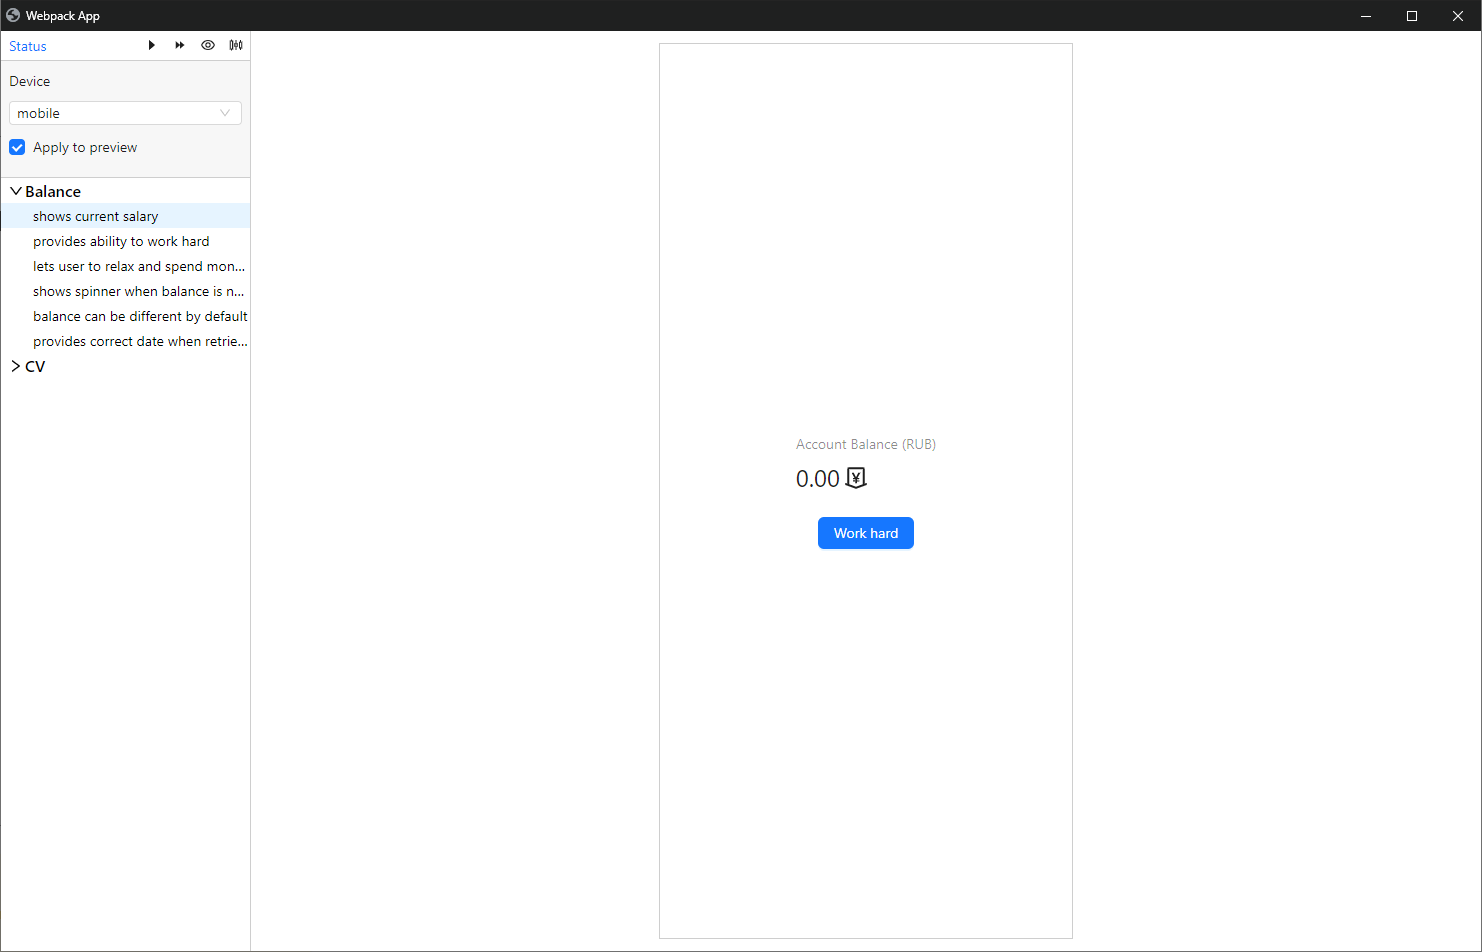 Webpack App
Status
Device
mobile
Apply to preview
Balance
shows current salary
provides ability to work hard
lets user to relax and spend mon...
shows spinner when balance is n...
balance can be different by default
provides correct date when retrie...
CV
Account Balance (RUB)
0.00 ¥
Work hard